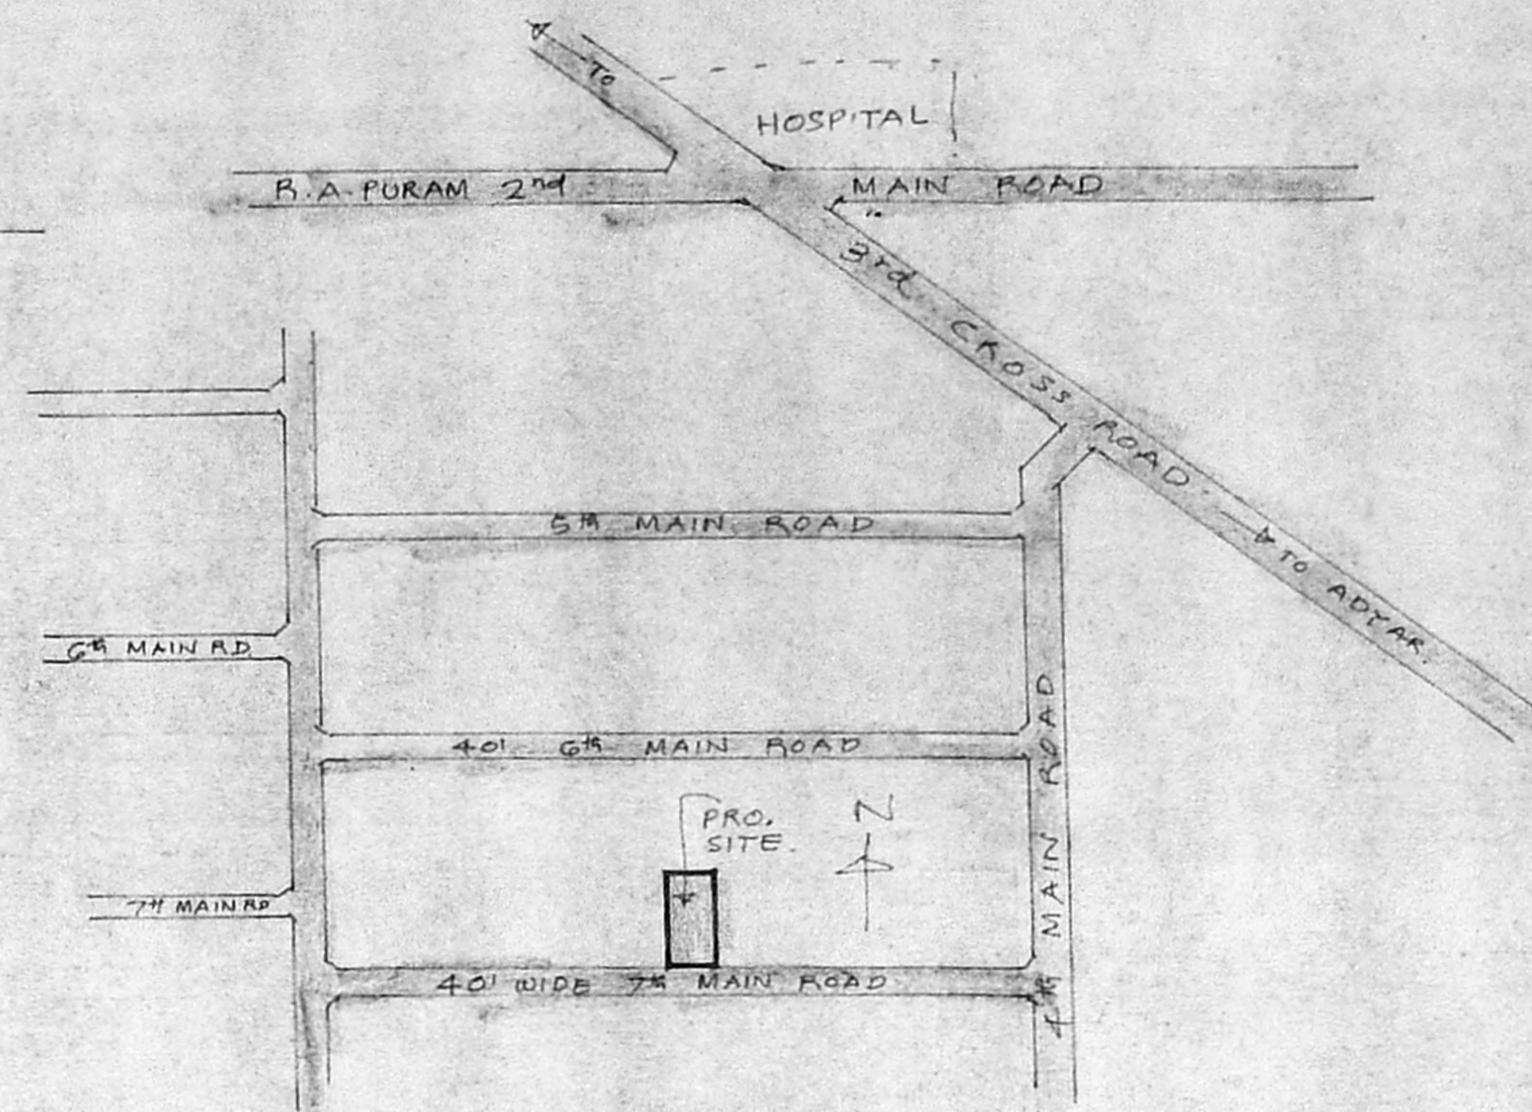 TO
HOSPITAL
R.A. PURAM 2nd MAIN ROAD
3rd CROSS ROAD
TO ADYAR.
5th MAIN ROAD
6th MAIN RD
40' 6th MAIN ROAD
PRO.
SITE.
N
7th MAIN RD
40' WIDE 7th MAIN ROAD
4th MAIN ROAD